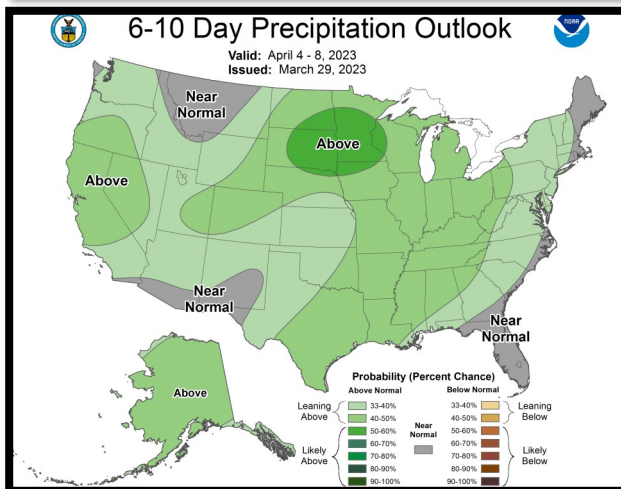 6-10 Day Precipitation Outlook
NOAA
Valid: April 4 - 8, 2023
Issued: March 29, 2023
Near
Normal
Above
Above
Near
Normal
Near
Normal
Above
Probability (Percent Chance)
Above Normal
Below Normal
Leaning
Above
33-40%
40-50%
50-60%
60-70%
70-80%
80-90%
90-100%
Likely
Above
Near
Normal
33-40%
40-50%
50-60%
60-70%
70-80%
80-90%
90-100%
Leaning
Below
Likely
Below